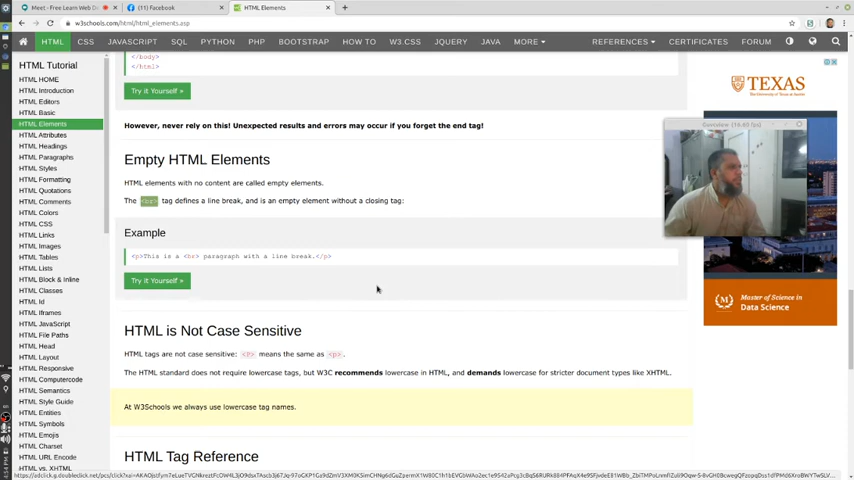 Meet - Free Learn Web D
(1) Facebook
HTML Elements
w3schools.com/html/html_elements.asp
HTML
CSS
JAVASCRIPT
SQL
PYTHON
PHP
BOOTSTRAP
HOW TO
W3.CSS
JQUERY
JAVA
MORE
REFERENCES
CERTIFICATES
FORUM
HTML Tutorial
HTML HOME
HTML Introduction
HTML Editors
HTML Basic
HTML Elements
HTML Attributes
HTML Headings
HTML Paragraphs
HTML Styles
HTML Formatting
HTML Quotations
HTML Comments
HTML Colors
HTML CSS
HTML Links
HTML Images
HTML Tables
HTML Lists
HTML Block & Inline
HTML Classes
HTML Id
HTML Iframes
HTML JavaScript
HTML File Paths
HTML Head
HTML Layout
HTML Responsive
HTML Computercode
HTML Semantics
HTML Style Guide
HTML Entities
HTML Symbols
HTML Emojis
HTML Charset
HTML URL Encode
HTML vs. XHTML
</body>
</html>
Try it Yourself »
However, never rely on this! Unexpected results and errors may occur if you forget the end tag!
Empty HTML Elements
HTML elements with no content are called empty elements.
The <br> tag defines a line break, and is an empty element without a closing tag:
Example
<p>This is a <br> paragraph with a line break.</p>
Try it Yourself »
HTML is Not Case Sensitive
HTML tags are not case sensitive: <P> means the same as <p>.
The HTML standard does not require lowercase tags, but W3C recommends lowercase in HTML, and demands lowercase for stricter document types like XHTML.
At W3Schools we always use lowercase tag names.
HTML Tag Reference
TEXAS
The University of Texas at Austin
Master of Science in
Data Science